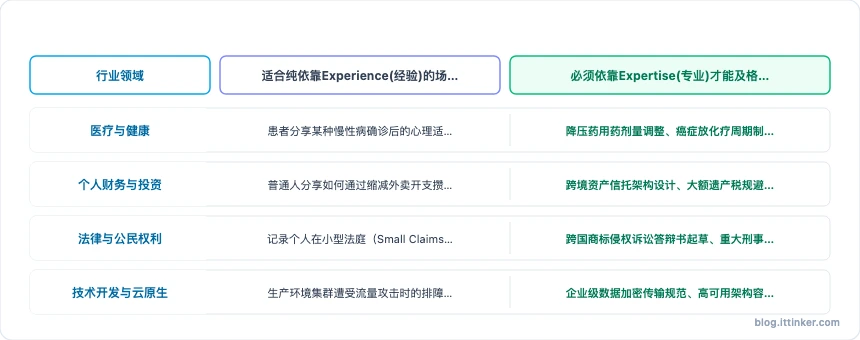 行业领域
适合纯依靠Experience(经验)的场...
必须依靠Expertise(专业)才能及格...
医疗与健康
患者分享某种慢性病确诊后的心理适...
降压药用药剂量调整、癌症放化疗周期制...
个人财务与投资
普通人分享如何通过缩减外卖开支攒...
跨境资产信托架构设计、大额遗产税规避...
法律与公民权利
记录个人在小型法庭（Small Claims...
跨国商标侵权诉讼答辩书起草、重大刑事...
技术开发与云原生
生产环境集群遭受流量攻击时的排障...
企业级数据加密传输规范、高可用架构容...
blog.ittinker.com